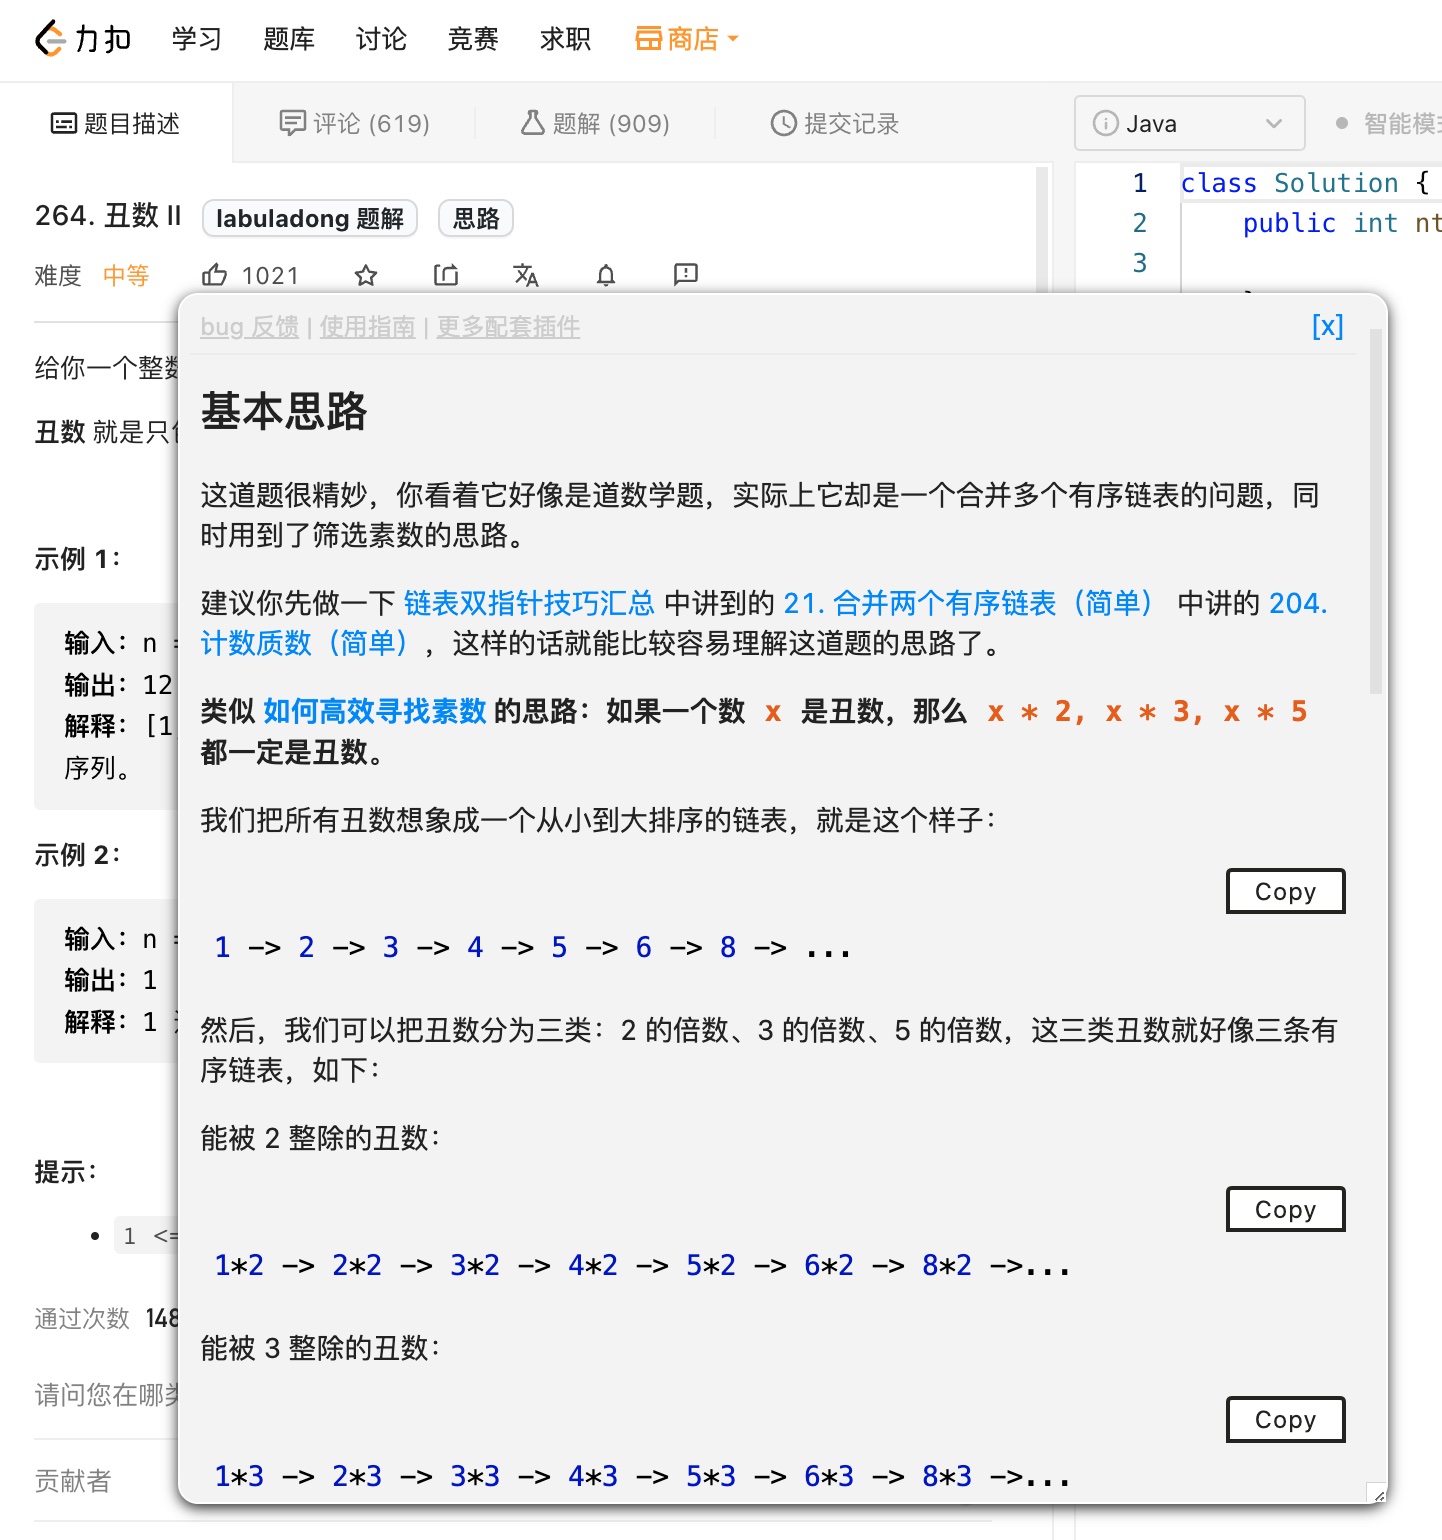 力扣 学习 题库 讨论 竞赛 求职 商店
题目描述 评论 (619) 题解 (909) 提交记录 Java 智能模
264. 丑数 II labuladong 题解 思路
难度 中等 1021
1 class Solution {
2 public int nt
3
bug 反馈 | 使用指南 | 更多配套插件 [x]
给你一个整数
丑数 就是只
示例 1：
输入：n =
输出：12
解释：[1
序列。
示例 2：
输入：n =
输出：1
解释：1
提示：
1 <=
通过次数 148
请问您在哪类
贡献者
基本思路
这道题很精妙，你看着它好像是道数学题，实际上它却是一个合并多个有序链表的问题，同
时用到了筛选素数的思路。
建议你先做一下 链表双指针技巧汇总 中讲到的 21. 合并两个有序链表（简单） 中讲的 204.
计数质数（简单），这样的话就能比较容易理解这道题的思路了。
类似 如何高效寻找素数 的思路：如果一个数 x 是丑数，那么 x * 2, x * 3, x * 5
都一定是丑数。
我们把所有丑数想象成一个从小到大排序的链表，就是这个样子：
Copy
1 -> 2 -> 3 -> 4 -> 5 -> 6 -> 8 -> ...
然后，我们可以把丑数分为三类：2 的倍数、3 的倍数、5 的倍数，这三类丑数就好像三条有
序链表，如下：
能被 2 整除的丑数：
Copy
1*2 -> 2*2 -> 3*2 -> 4*2 -> 5*2 -> 6*2 -> 8*2 ->...
能被 3 整除的丑数：
Copy
1*3 -> 2*3 -> 3*3 -> 4*3 -> 5*3 -> 6*3 -> 8*3 ->...